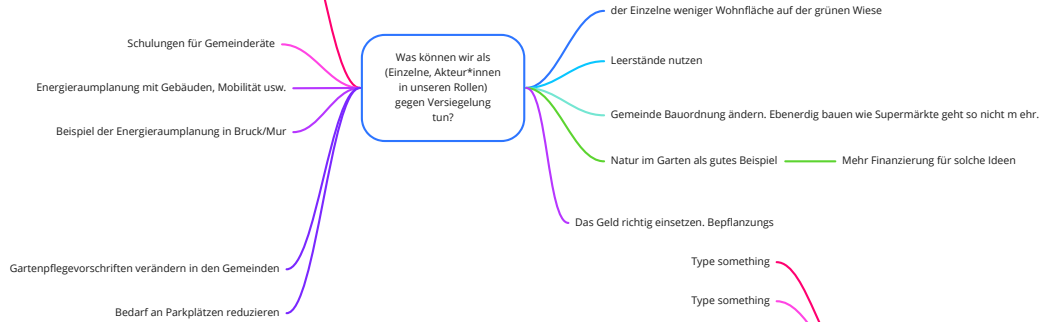 der Einzelne weniger Wohnfläche auf der grünen Wiese
Schulungen für Gemeinderäte
Was können wir als
(Einzelne, Akteur*innen
in unseren Rollen)
gegen Versiegelung
tun?
Leerstände nutzen
Energieraumplanung mit Gebäuden, Mobilität usw.
Gemeinde Bauordnung ändern. Ebenerdig bauen wie Supermärkte geht so nicht m ehr.
Beispiel der Energieraumplanung in Bruck/Mur
Natur im Garten als gutes Beispiel
Mehr Finanzierung für solche Ideen
Das Geld richtig einsetzen. Bepflanzungs
Gartenpflegevorschriften verändern in den Gemeinden
Bedarf an Parkplätzen reduzieren
Type something
Type something